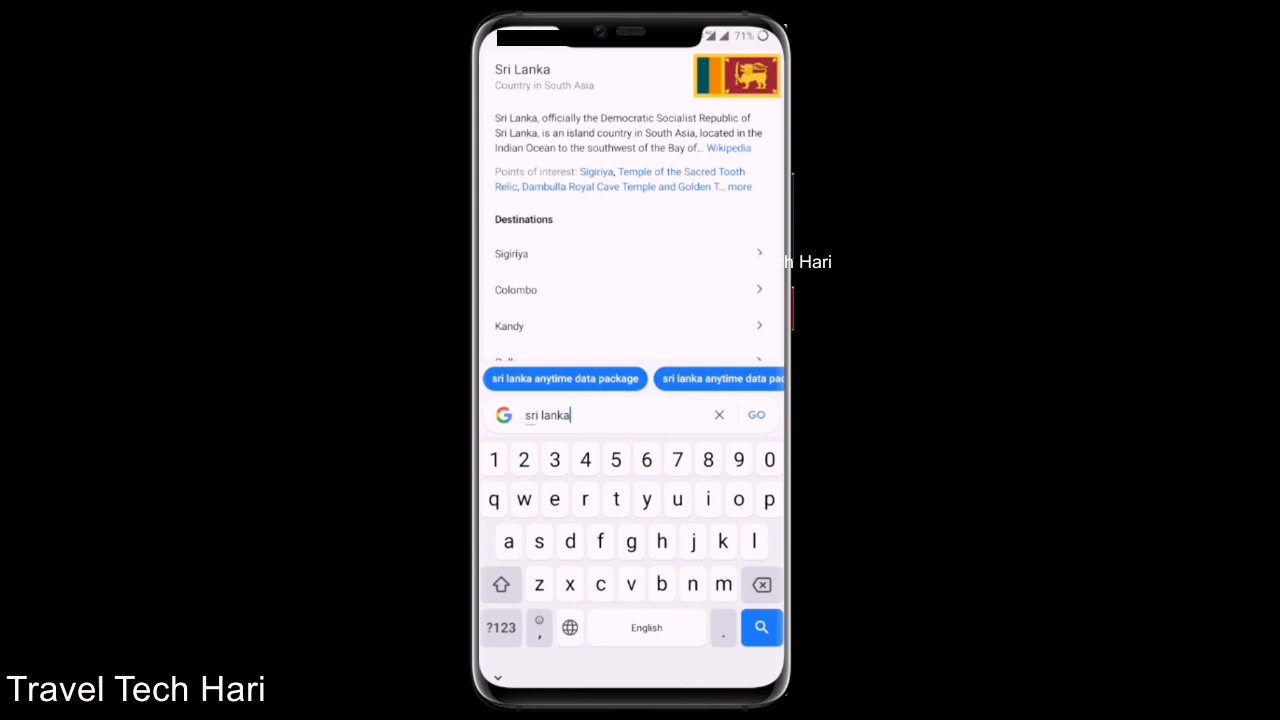 71%
Sri Lanka
Country in South Asia
Sri Lanka, officially the Democratic Socialist Republic of
Sri Lanka, is an island country in South Asia, located in the
Indian Ocean to the southwest of the Bay of... Wikipedia
Points of interest: Sigiriya, Temple of the Sacred Tooth
Relic, Dambulla Royal Cave Temple and Golden T... more
Destinations
Sigiriya
h Hari
Colombo
Kandy
sri lanka anytime data package
sri lanka anytime data pac
sri lanka
GO
1 2 3 4 5 6 7 8 9 0
q w e r t y u i o p
a s d f g h j k l
z x c v b n m
?123 , English .
Travel Tech Hari